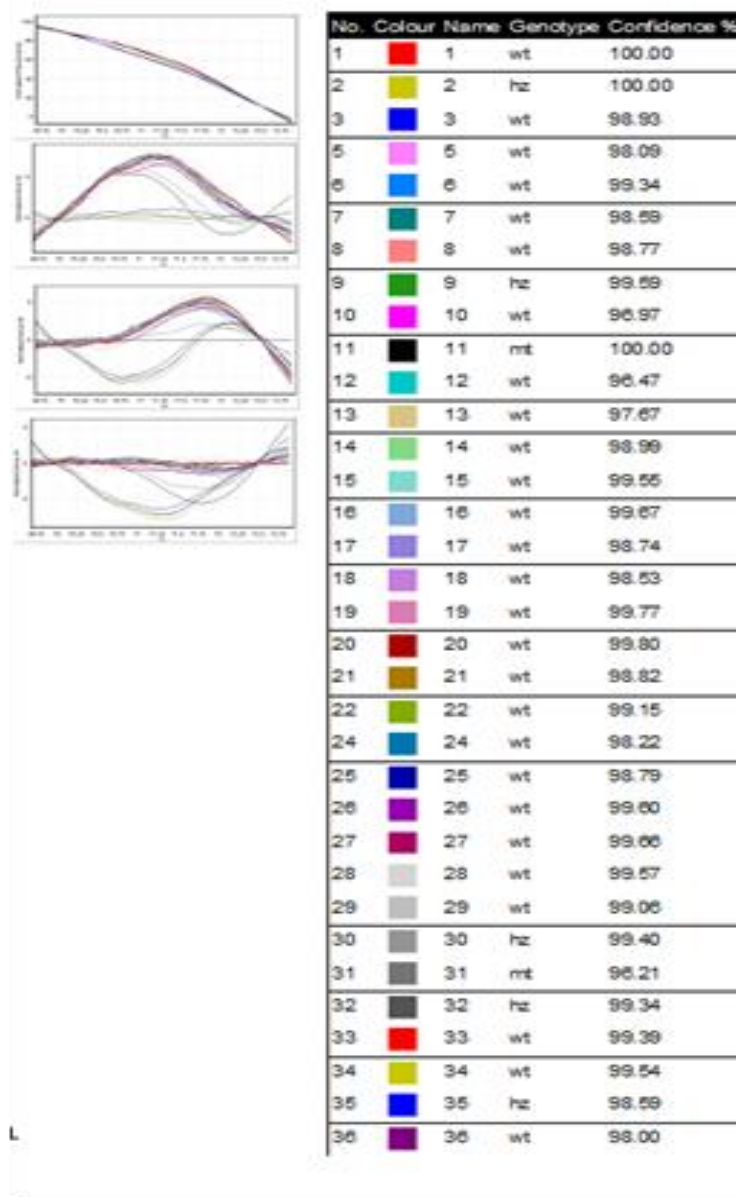 No. Colour Name Genotype Confidence %
1 1 wt 100.00
2 2 hz 100.00
3 3 wt 98.93
5 5 wt 98.09
6 6 wt 99.34
7 7 wt 98.59
8 8 wt 98.77
9 9 hz 99.59
10 10 wt 96.97
11 11 mt 100.00
12 12 wt 96.47
13 13 wt 97.67
14 14 wt 98.99
15 15 wt 99.55
16 16 wt 99.67
17 17 wt 98.74
18 18 wt 98.53
19 19 wt 99.77
20 20 wt 99.80
21 21 wt 98.82
22 22 wt 99.15
24 24 wt 98.22
25 25 wt 98.79
26 26 wt 99.60
27 27 wt 99.66
28 28 wt 99.57
29 29 wt 99.06
30 30 hz 99.40
31 31 mt 96.21
32 32 hz 99.34
33 33 wt 99.39
34 34 wt 99.54
35 35 hz 98.59
36 36 wt 98.00
L